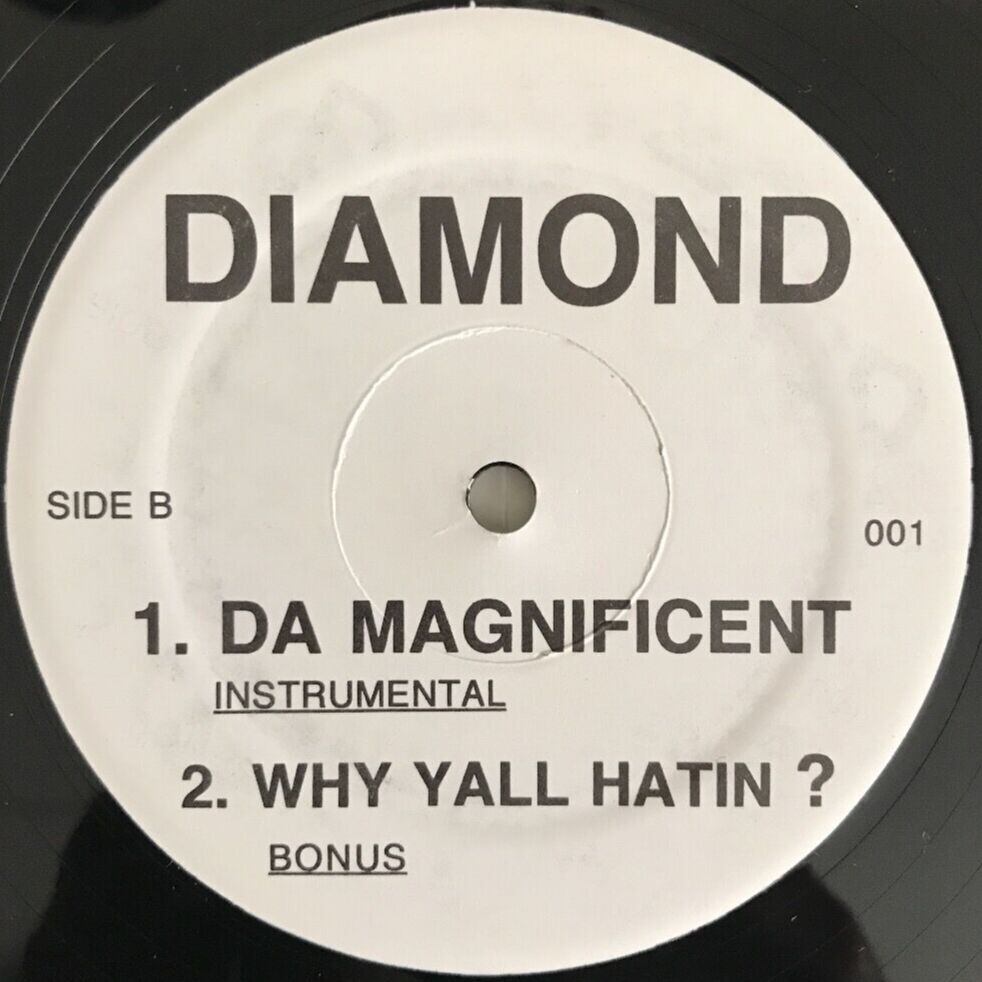 DIAMOND
SIDE B
001
1. DA MAGNIFICENT
INSTRUMENTAL
2. WHY YALL HATIN ?
BONUS